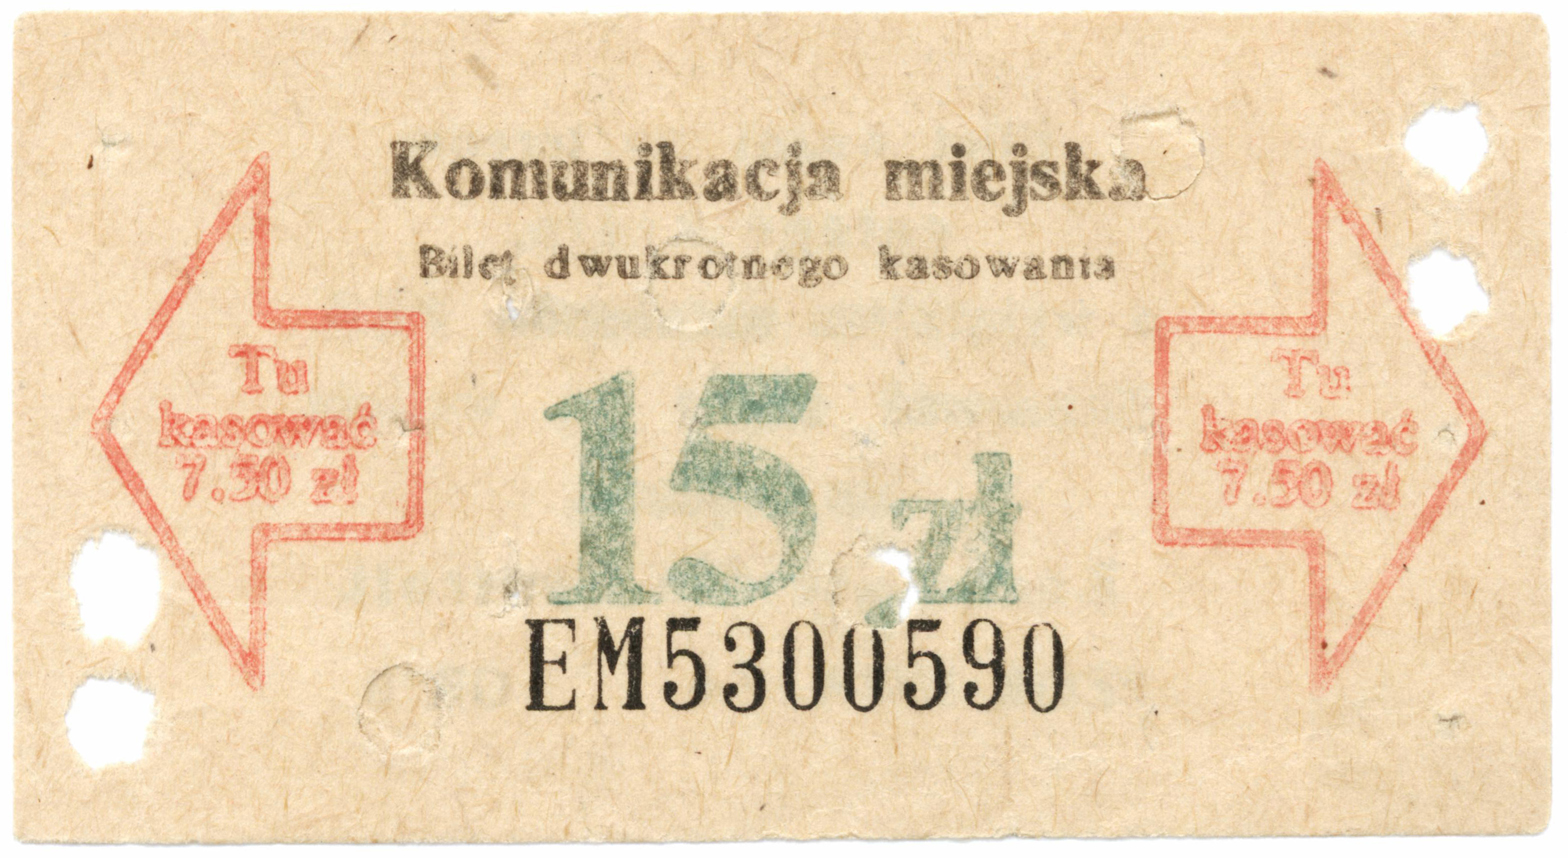 Komunikacja miejska
Bilet dwukrotnego kasowania
Tu
kasować
7.50 zł
15 zł
Tu
kasować
7.50 zł
EM5300590